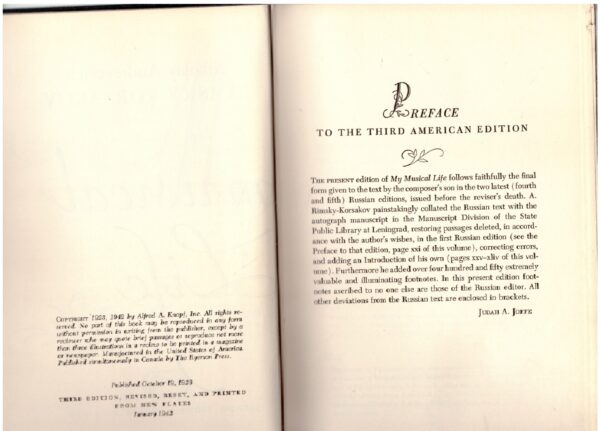 COPYRIGHT 1923, 1942 by Alfred A. Knopf, Inc. All rights re-
served. No part of this book may be reproduced in any form
without permission in writing from the publisher, except by a
reviewer who may quote brief passages or reproduce not more
than three illustrations in a review to be printed in a magazine
or newspaper. Manufactured in the United States of America.
Published simultaneously in Canada by The Ryerson Press.
Published October 19, 1923
THIRD EDITION, REVISED, RESET, AND PRINTED
FROM NEW PLATES
January 1942
PREFACE
TO THE THIRD AMERICAN EDITION
THE PRESENT edition of My Musical Life follows faithfully the final
form given to the text by the composer's son in the two latest (fourth
and fifth) Russian editions, issued before the reviser's death. A.
Rimsky-Korsakov painstakingly collated the Russian text with the
autograph manuscript in the Manuscript Division of the State
Public Library at Leningrad, restoring passages deleted, in accord-
ance with the author's wishes, in the first Russian edition (see the
Preface to that edition, page xxi of this volume), correcting errors,
and adding an Introduction of his own (pages xxv–xliv of this vol-
ume). Furthermore he added over four hundred and fifty extremely
valuable and illuminating footnotes. In this present edition foot-
notes ascribed to no one else are those of the Russian editor. All
other deviations from the Russian text are enclosed in brackets.
JUDAH A. JOFFE